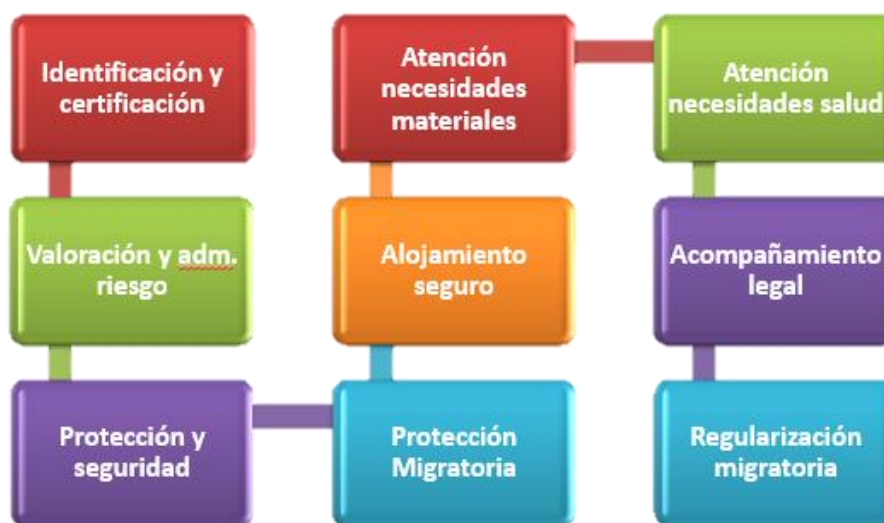 Identificación y
certificación
Valoración y adm.
riesgo
Protección y
seguridad
Protección
Migratoria
Alojamiento
seguro
Atención
necesidades
materiales
Atención
necesidades salud
Acompañamiento
legal
Regularización
migratoria